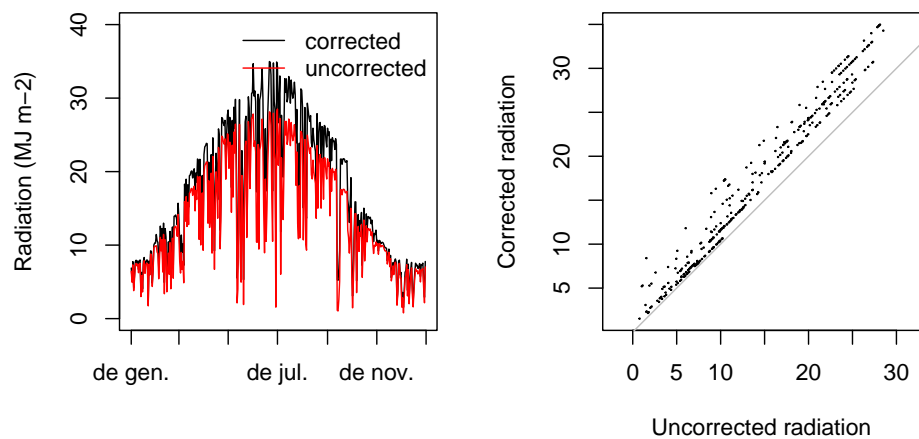 Radiation (MJ m−2)
40
30
20
10
0
corrected
uncorrected
de gen.
de jul.
de nov.
Corrected radiation
30
20
10
5
0
5
10
20
30
Uncorrected radiation